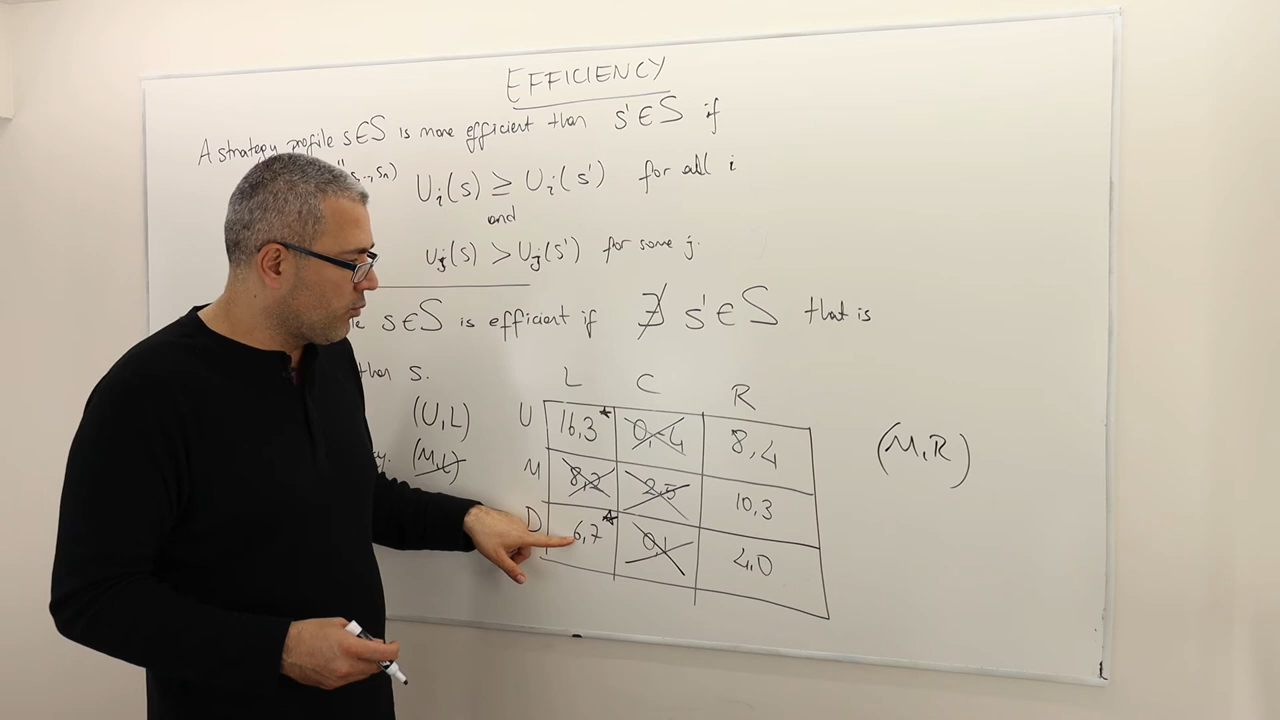 EFFICIENCY
A strategy profile s∈S is more efficient than s'∈S if
s.., sn)
Ui(s) ≥ Ui(s') for all i
and
Uj(s) > Uj(s') for some j.
s∈S is efficient if ∄ s'∈S that is
than s.
L C R
(U,L) U 16,3* 0,-4 8,4
(M,L) M 8,2 2,5 10,3 (M,R)
D 6,7* 0,1 4,0